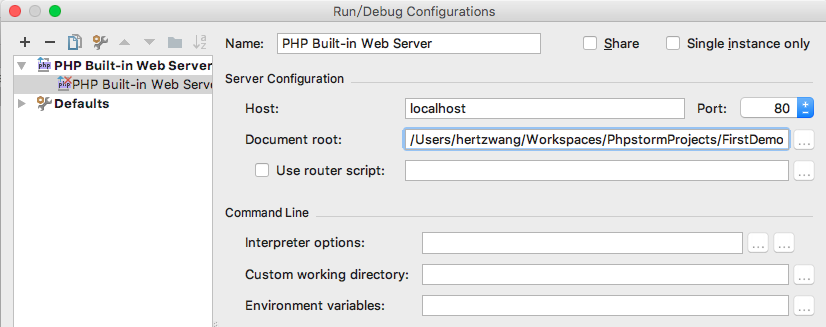 Run/Debug Configurations
Name: PHP Built-in Web Server Share Single instance only
PHP Built-in Web Server
PHP Built-in Web Serve
Defaults
Server Configuration
Host: localhost Port: 80
Document root: /Users/hertzwang/Workspaces/PhpstormProjects/FirstDemo ...
Use router script: ...
Command Line
Interpreter options: ... ...
Custom working directory: ...
Environment variables: ...